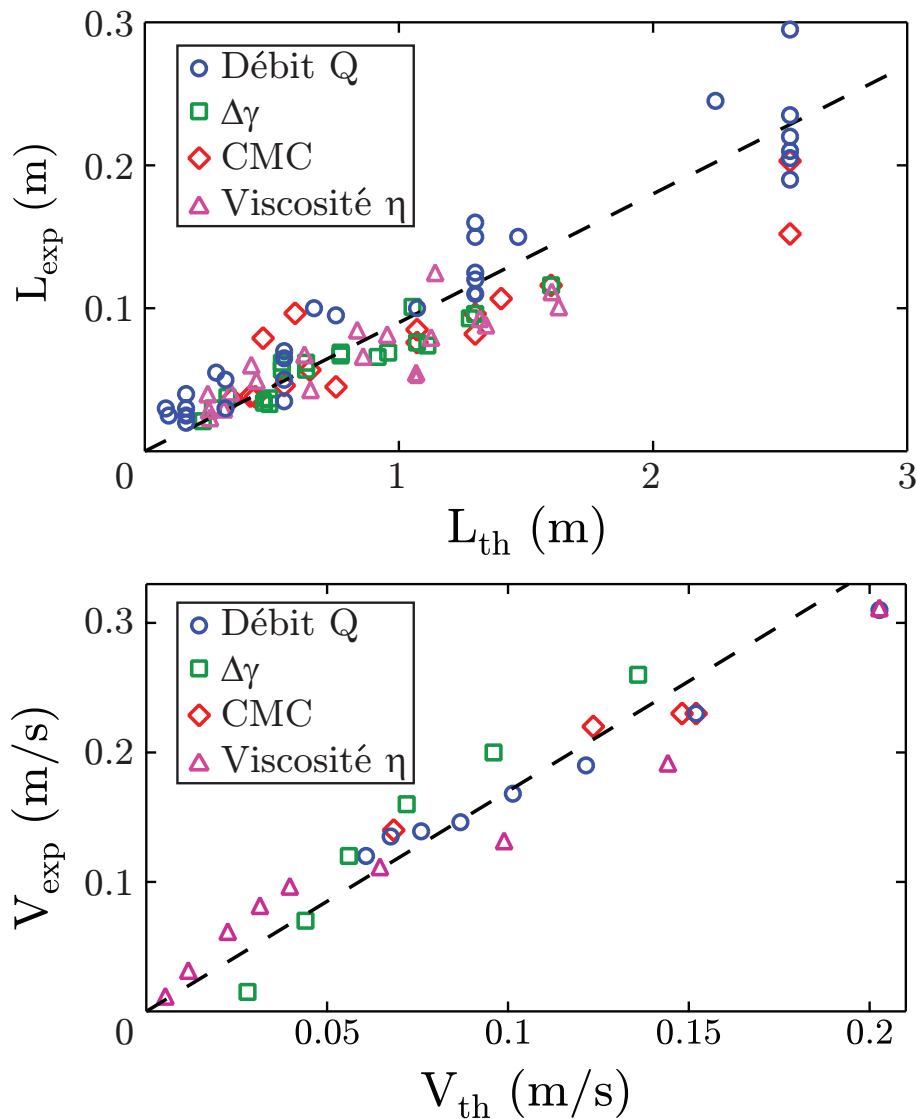 0.3
0.2
0.1
0
1
2
3
L_exp (m)
L_th (m)
Débit Q
Δγ
CMC
Viscosité η
0.3
0.2
0.1
0
0.05
0.1
0.15
0.2
V_exp (m/s)
V_th (m/s)
Débit Q
Δγ
CMC
Viscosité η